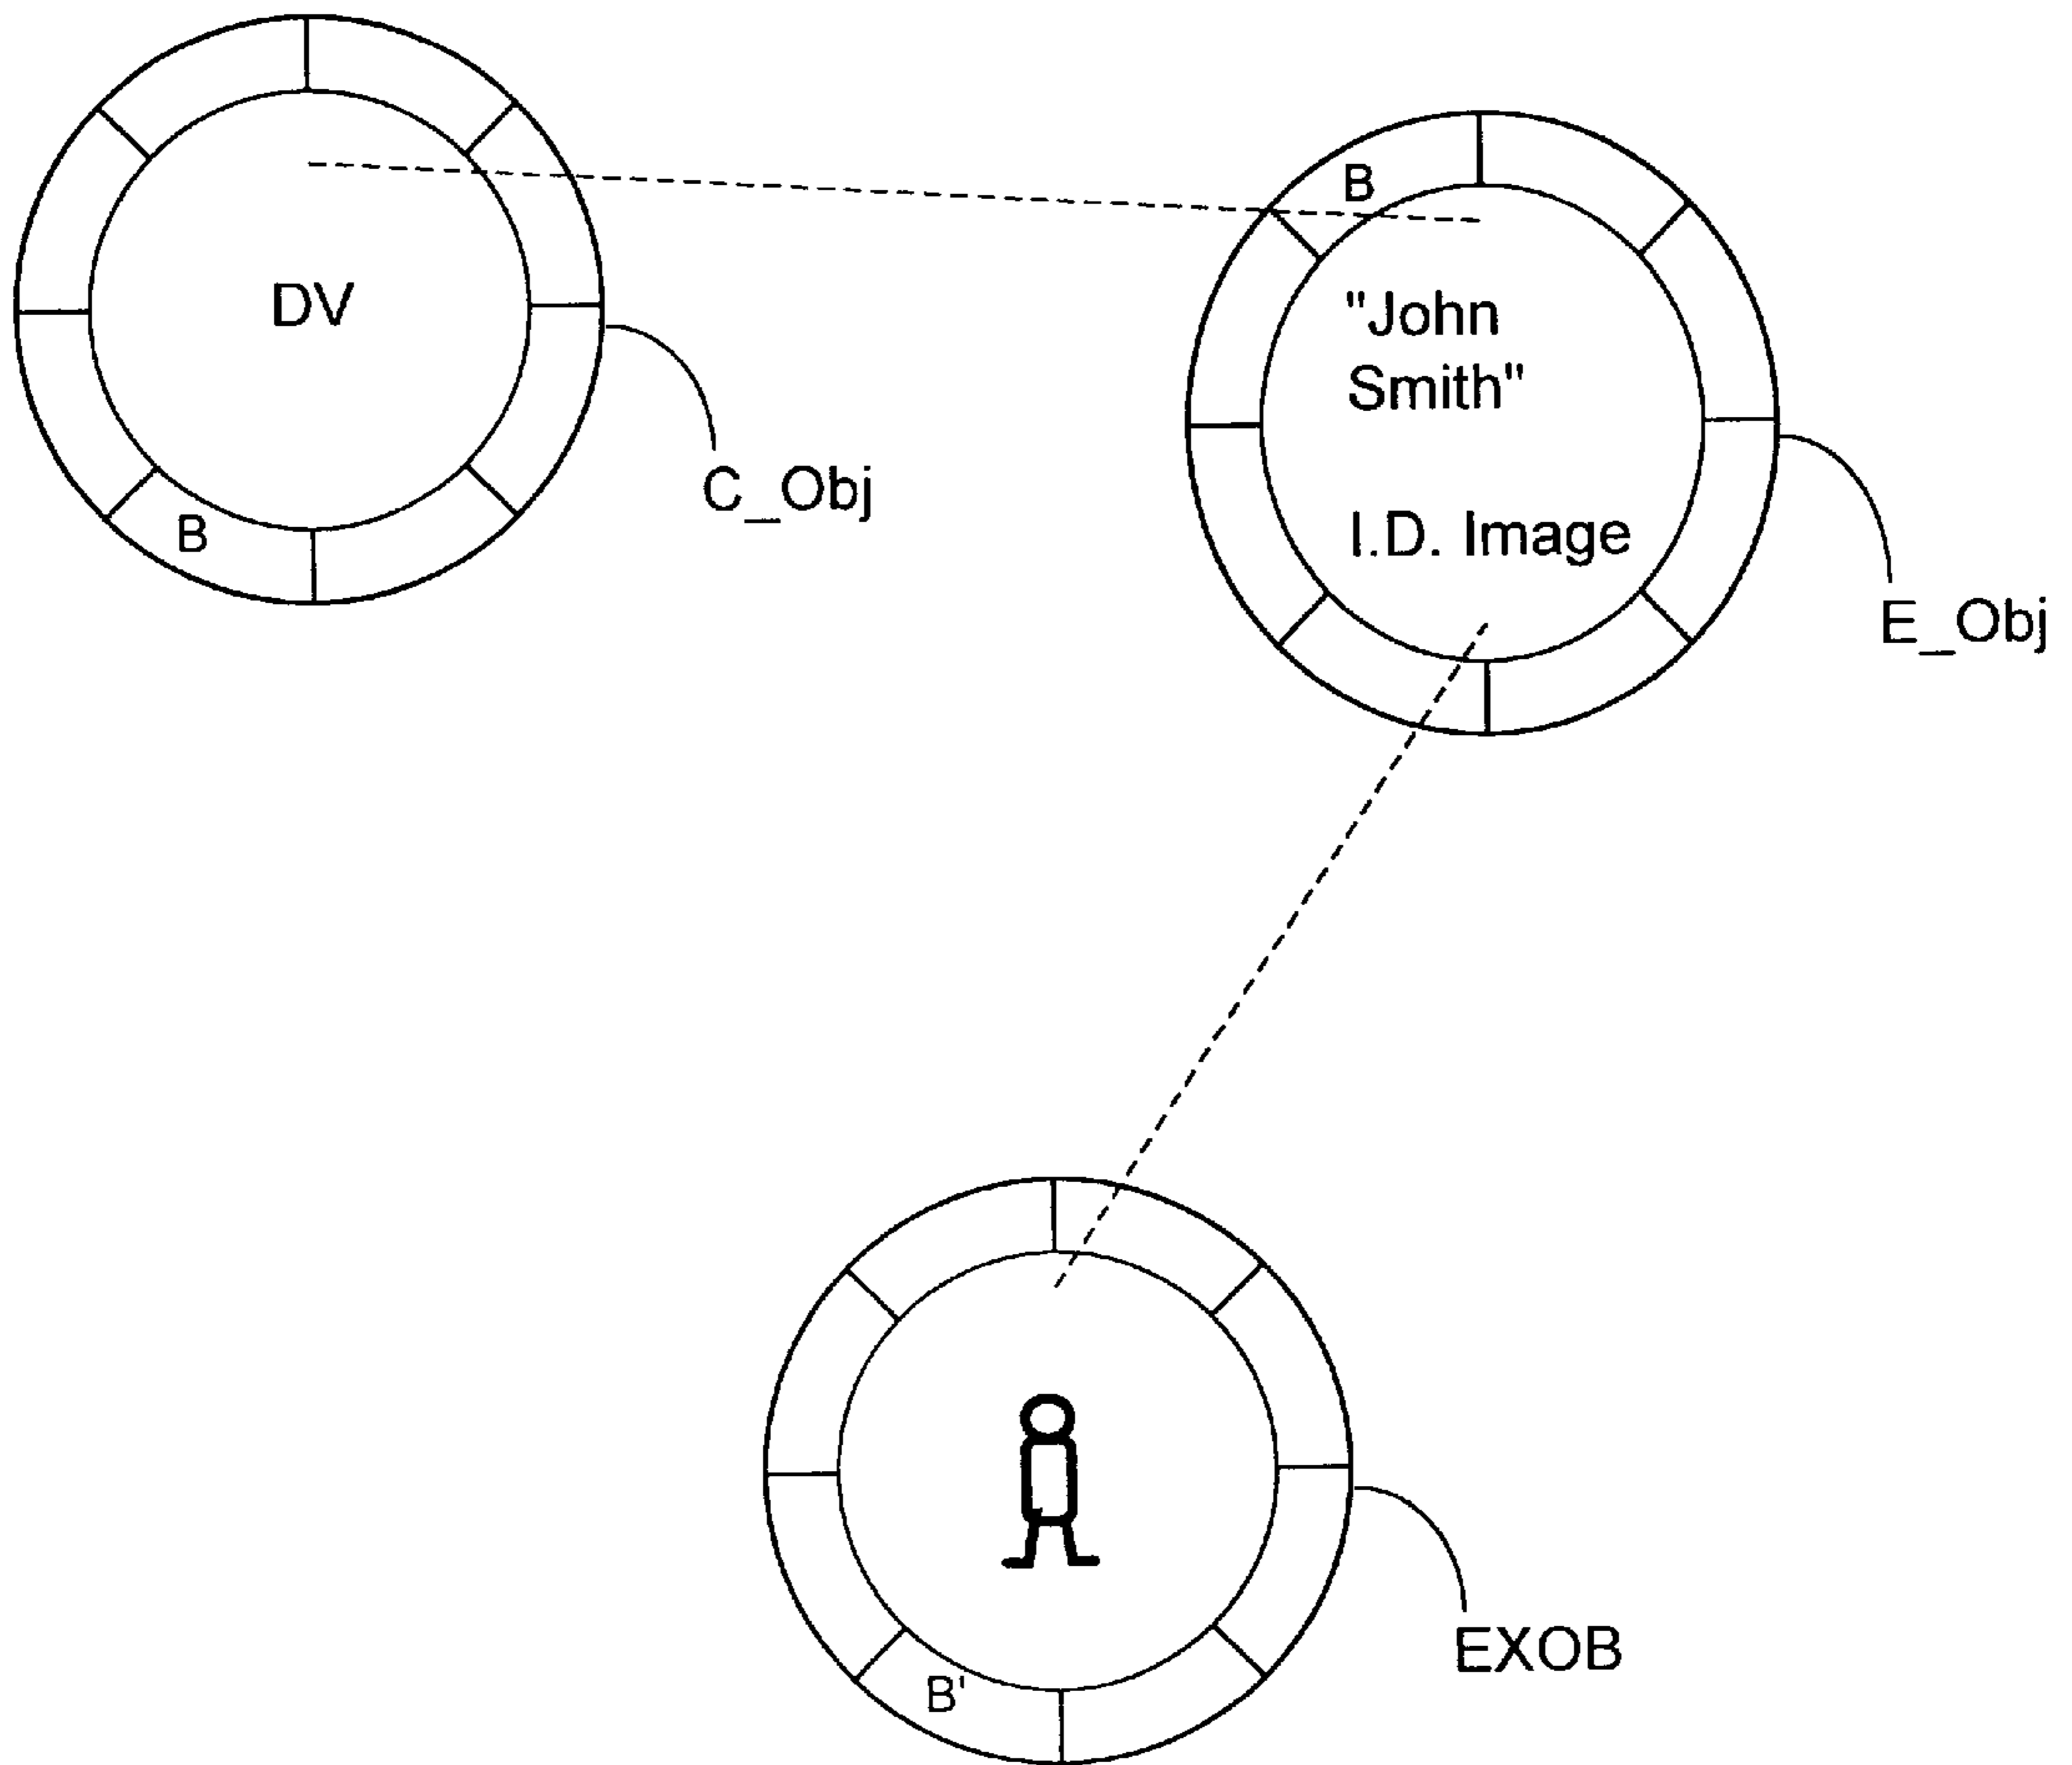 B
DV
"John
Smith"
C_Obj
B
I.D. Image
E_Obj
EXOB
B'